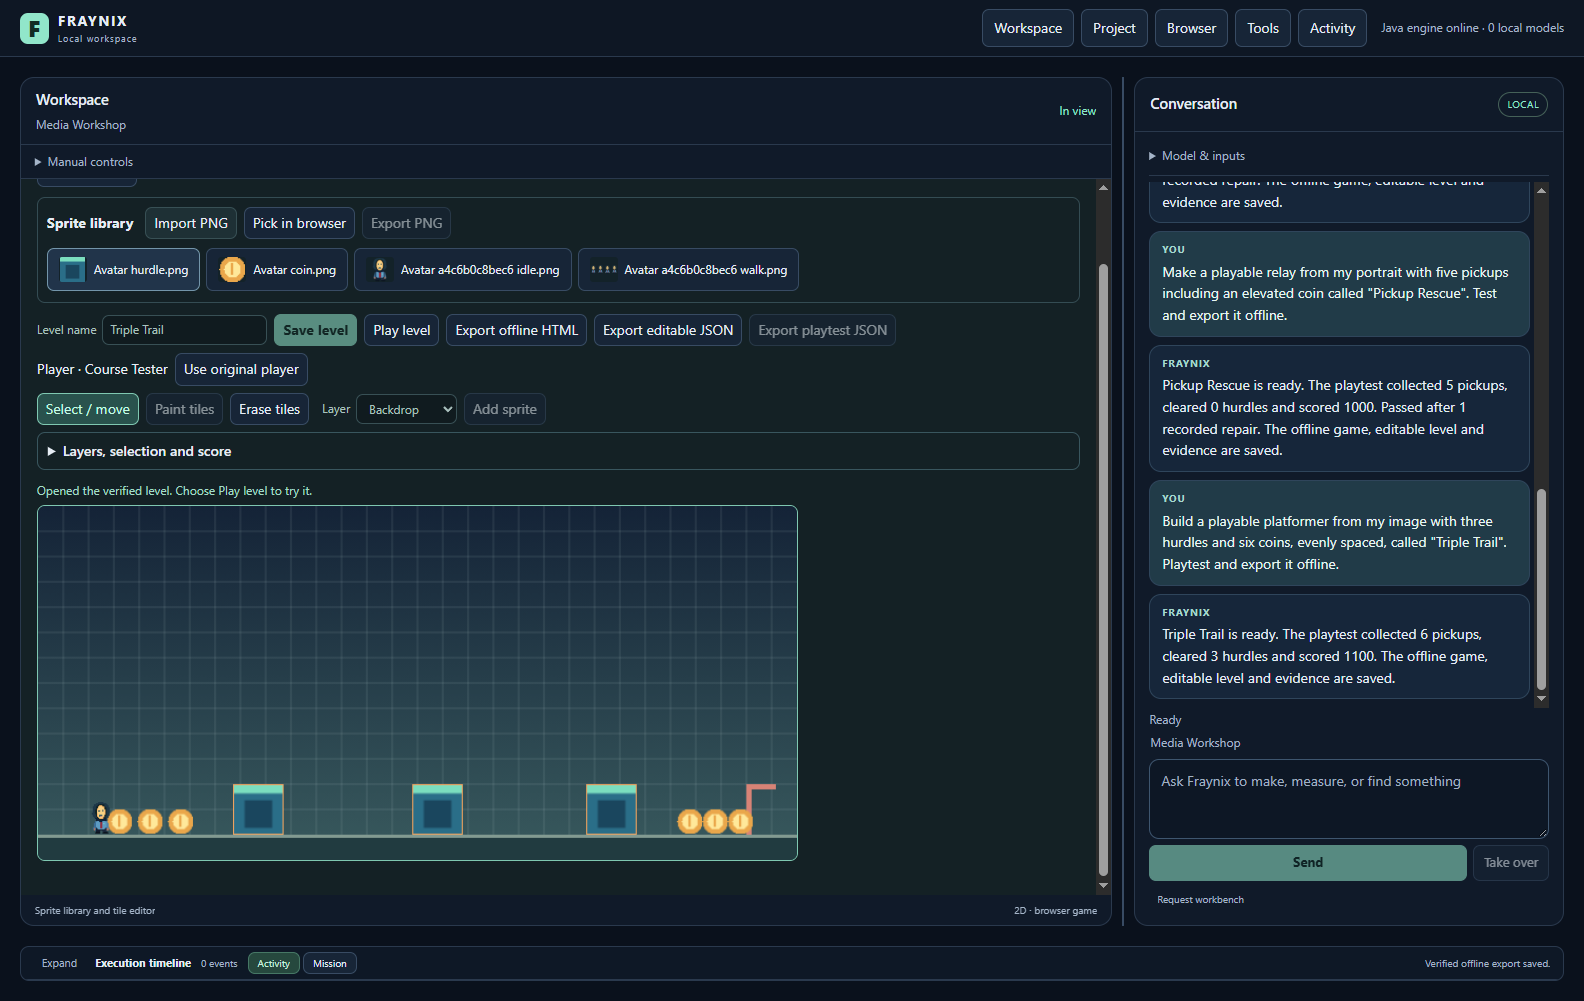 F FRAYNIX
Local workspace
Workspace
Project
Browser
Tools
Activity
Java engine online · 0 local models
Workspace
Media Workshop
In view
▶ Manual controls
Sprite library
Import PNG
Pick in browser
Export PNG
Avatar hurdle.png
Avatar coin.png
Avatar a4c6b0c8bec6 idle.png
Avatar a4c6b0c8bec6 walk.png
Level name
Triple Trail
Save level
Play level
Export offline HTML
Export editable JSON
Export playtest JSON
Player · Course Tester
Use original player
Select / move
Paint tiles
Erase tiles
Layer
Backdrop
Add sprite
▶ Layers, selection and score
Opened the verified level. Choose Play level to try it.
Sprite library and tile editor
2D · browser game
Conversation
LOCAL
▶ Model & inputs
recorded repair. The offline game, editable level and
evidence are saved.
YOU
Make a playable relay from my portrait with five pickups
including an elevated coin called "Pickup Rescue". Test
and export it offline.
FRAYNIX
Pickup Rescue is ready. The playtest collected 5 pickups,
cleared 0 hurdles and scored 1000. Passed after 1
recorded repair. The offline game, editable level and
evidence are saved.
YOU
Build a playable platformer from my image with three
hurdles and six coins, evenly spaced, called "Triple Trail".
Playtest and export it offline.
FRAYNIX
Triple Trail is ready. The playtest collected 6 pickups,
cleared 3 hurdles and scored 1100. The offline game,
editable level and evidence are saved.
Ready
Media Workshop
Ask Fraynix to make, measure, or find something
Send
Take over
Request workbench
Expand
Execution timeline
0 events
Activity
Mission
Verified offline export saved.